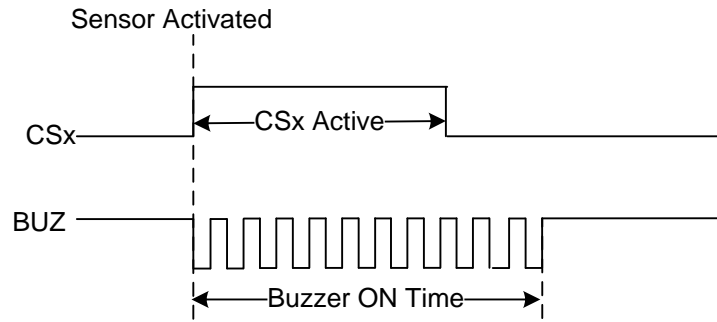 Sensor Activated
CSx
CSx Active
BUZ
Buzzer ON Time